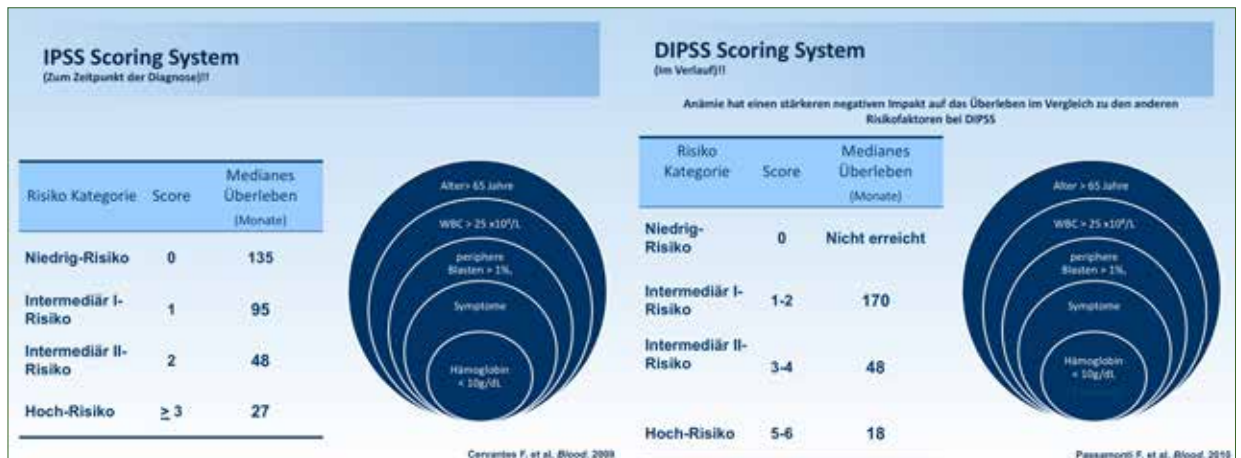 IPSS Scoring System
(Zum Zeitpunkt der Diagnose)!!
Risiko Kategorie Score Medianes
Überleben
(Monate)
Niedrig-Risiko 0 135
Intermediär I-
Risiko 1 95
Intermediär II-
Risiko 2 48
Hoch-Risiko ≥ 3 27
Alter> 65 Jahre
WBC > 25 x10⁹/L
periphere
Blasten > 1%,
Symptome
Hämoglobin
< 10g/dL
Cervantes F. et al. Blood. 2009
DIPSS Scoring System
(im Verlauf)!!
Anämie hat einen stärkeren negativen Impakt auf das Überleben im Vergleich zu den anderen
Risikofaktoren bei DIPSS
Risiko
Kategorie Score Medianes
Überleben
(Monate)
Niedrig-
Risiko 0 Nicht erreicht
Intermediär I-
Risiko 1-2 170
Intermediär II-
Risiko 3-4 48
Hoch-Risiko 5-6 18
Alter > 65 Jahre
WBC > 25 x10⁹/L
periphere
Blasten > 1%,
Symptome
Hämoglobin
< 10g/dL
Passamonti F. et al. Blood. 2010